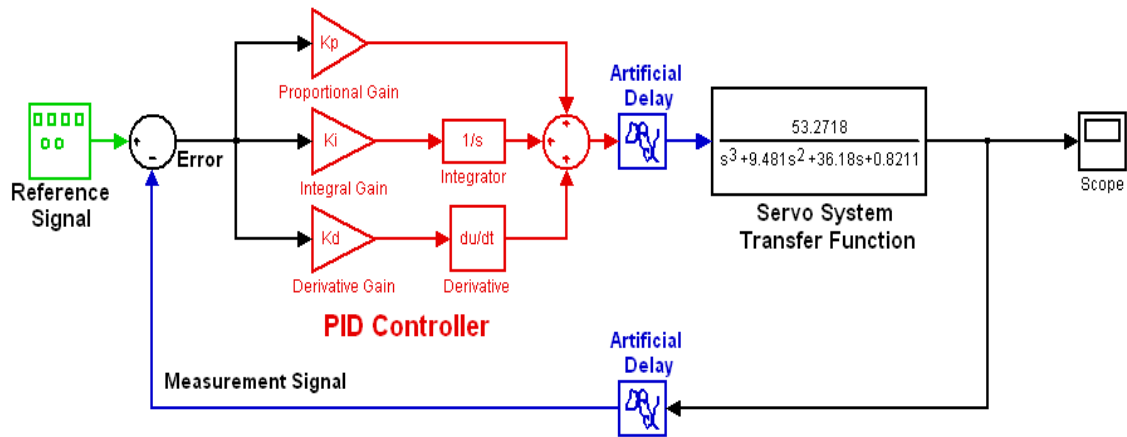 Kp
Proportional Gain
Reference
Signal
-
Error
Ki
Integral Gain
1/s
Integrator
+
+
+
Kd
Derivative Gain
du/dt
Derivative
PID Controller
Artificial
Delay
53.2718
s³+9.481s²+36.18s+0.8211
Servo System
Transfer Function
Scope
Measurement Signal
Artificial
Delay